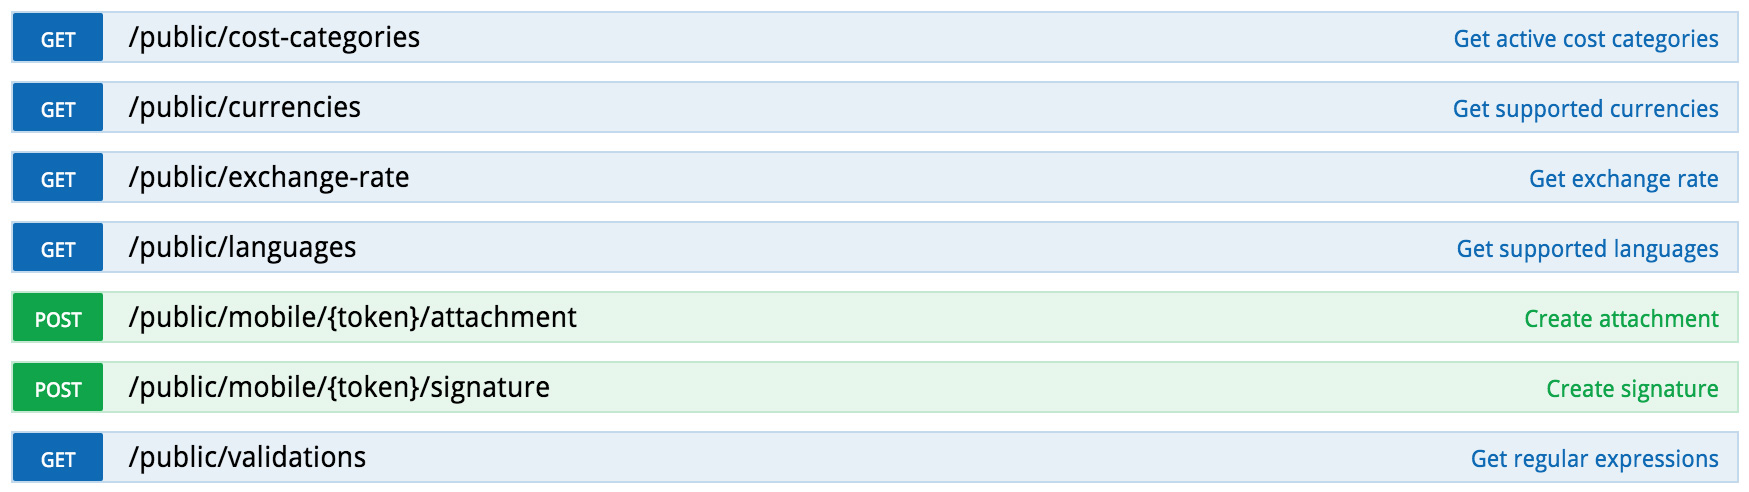 GET /public/cost-categories Get active cost categories
GET /public/currencies Get supported currencies
GET /public/exchange-rate Get exchange rate
GET /public/languages Get supported languages
POST /public/mobile/{token}/attachment Create attachment
POST /public/mobile/{token}/signature Create signature
GET /public/validations Get regular expressions